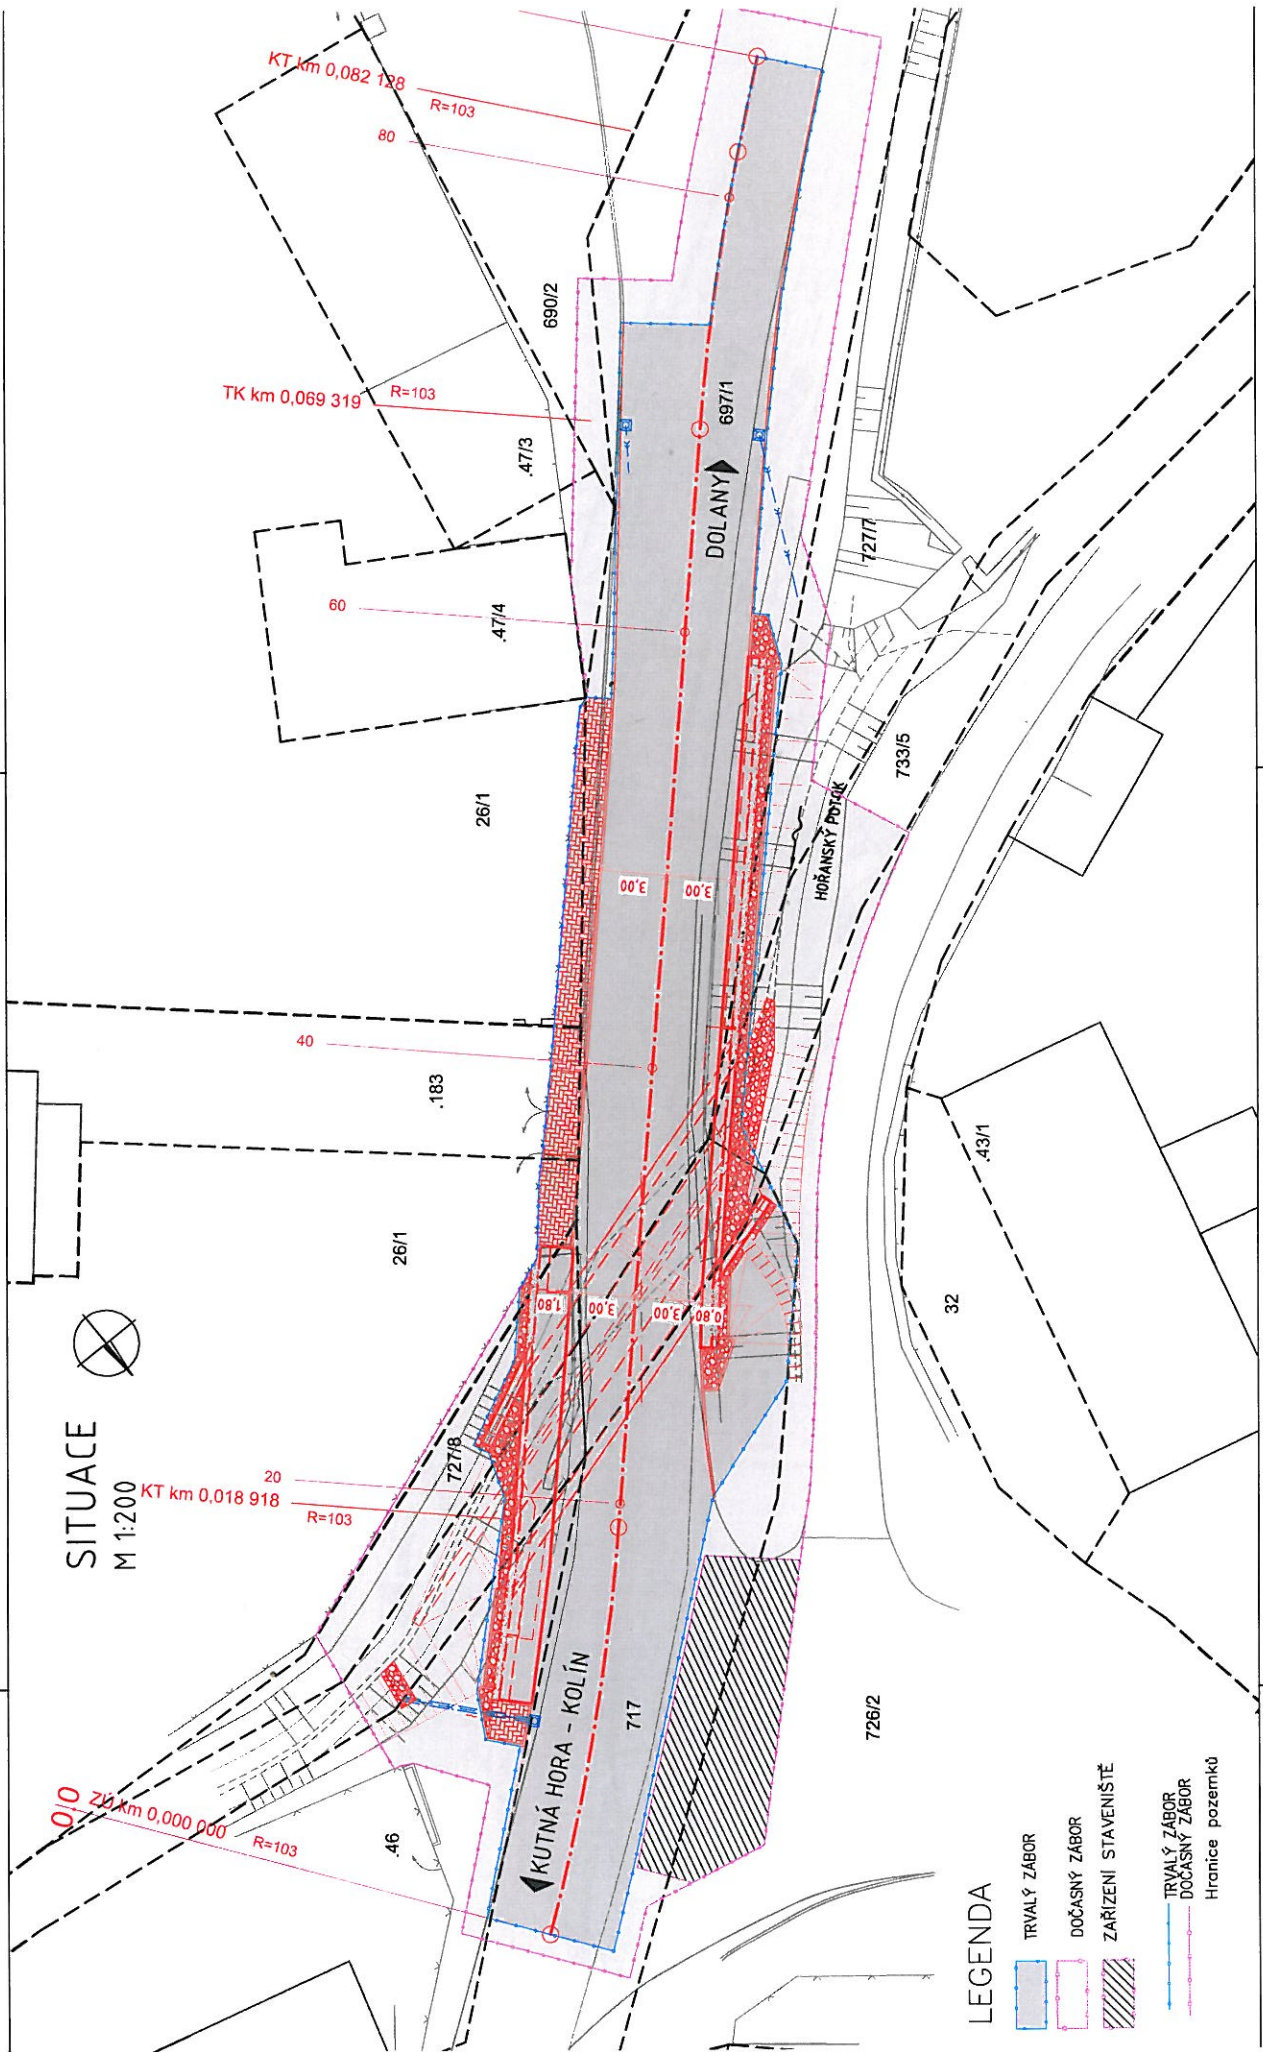 SITUACE
M 1:200
0,0
ZÚ km 0,000 000
R=103
KT km 0,018 918
R=103
20
40
60
TK km 0,069 319
R=103
80
KT km 0,082 128
R=103
.46
727/8
26/1
.183
26/1
.47/4
.47/3
690/2
KUTNÁ HORA - KOLÍN
717
1,80
3,00
3,00
0,80
3,00
3,00
DOLANY
697/1
HOŘANSKÝ POTOK
727/7
733/5
726/2
32
.43/1
LEGENDA
TRVALÝ ZÁBOR
DOČASNÝ ZÁBOR
ZAŘÍZENÍ STAVENIŠTĚ
TRVALÝ ZÁBOR
DOČASNÝ ZÁBOR
Hranice pozemků